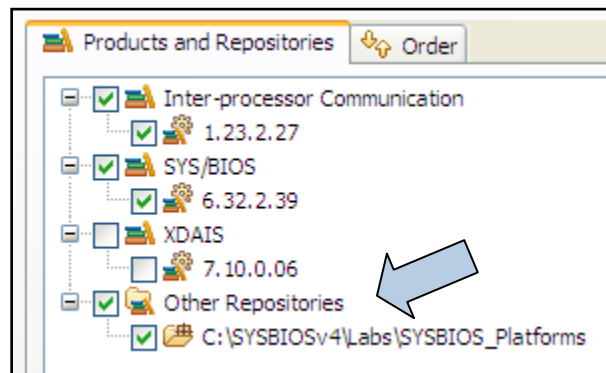 Products and Repositories Order
Inter-processor Communication
1.23.2.27
SYS/BIOS
6.32.2.39
XDAIS
7.10.0.06
Other Repositories
C:\SYSBIOSv4\Labs\SYSBIOS_Platforms